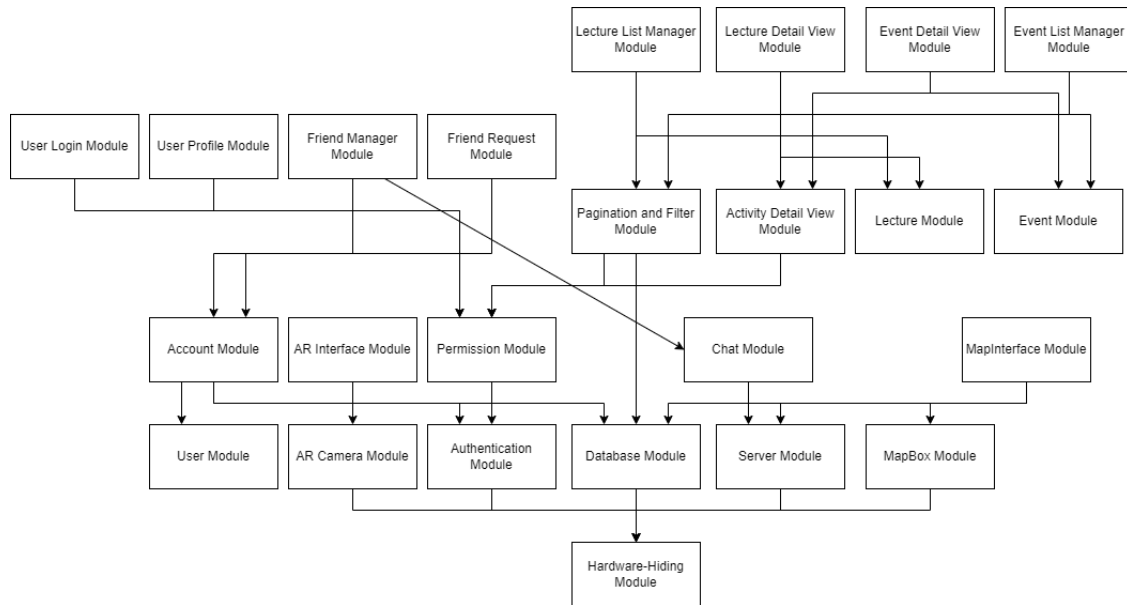 Lecture List Manager
Module
Lecture Detail View
Module
Event Detail View
Module
Event List Manager
Module
User Login Module
User Profile Module
Friend Manager
Module
Friend Request
Module
Pagination and Filter
Module
Activity Detail View
Module
Lecture Module
Event Module
Account Module
AR Interface Module
Permission Module
Chat Module
MapInterface Module
User Module
AR Camera Module
Authentication
Module
Database Module
Server Module
MapBox Module
Hardware-Hiding
Module